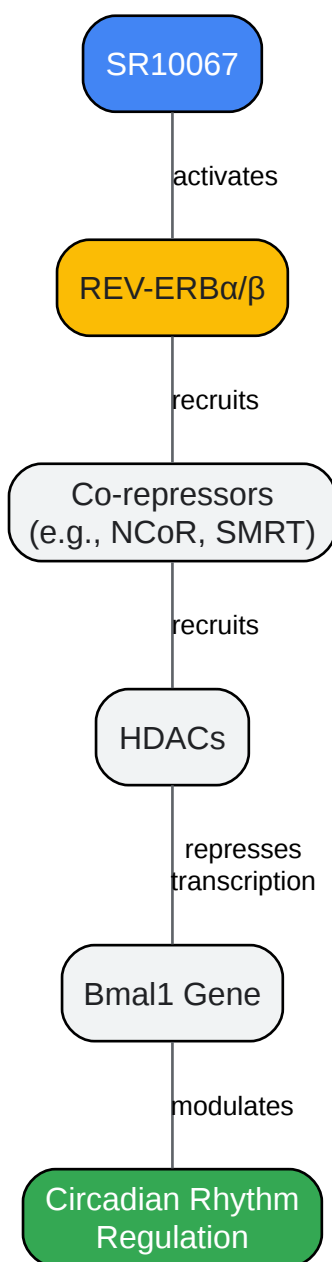 SR10067
activates
REV-ERBα/β
recruits
Co-repressors
(e.g., NCoR, SMRT)
recruits
HDACs
represses
transcription
Bmal1 Gene
modulates
Circadian Rhythm
Regulation